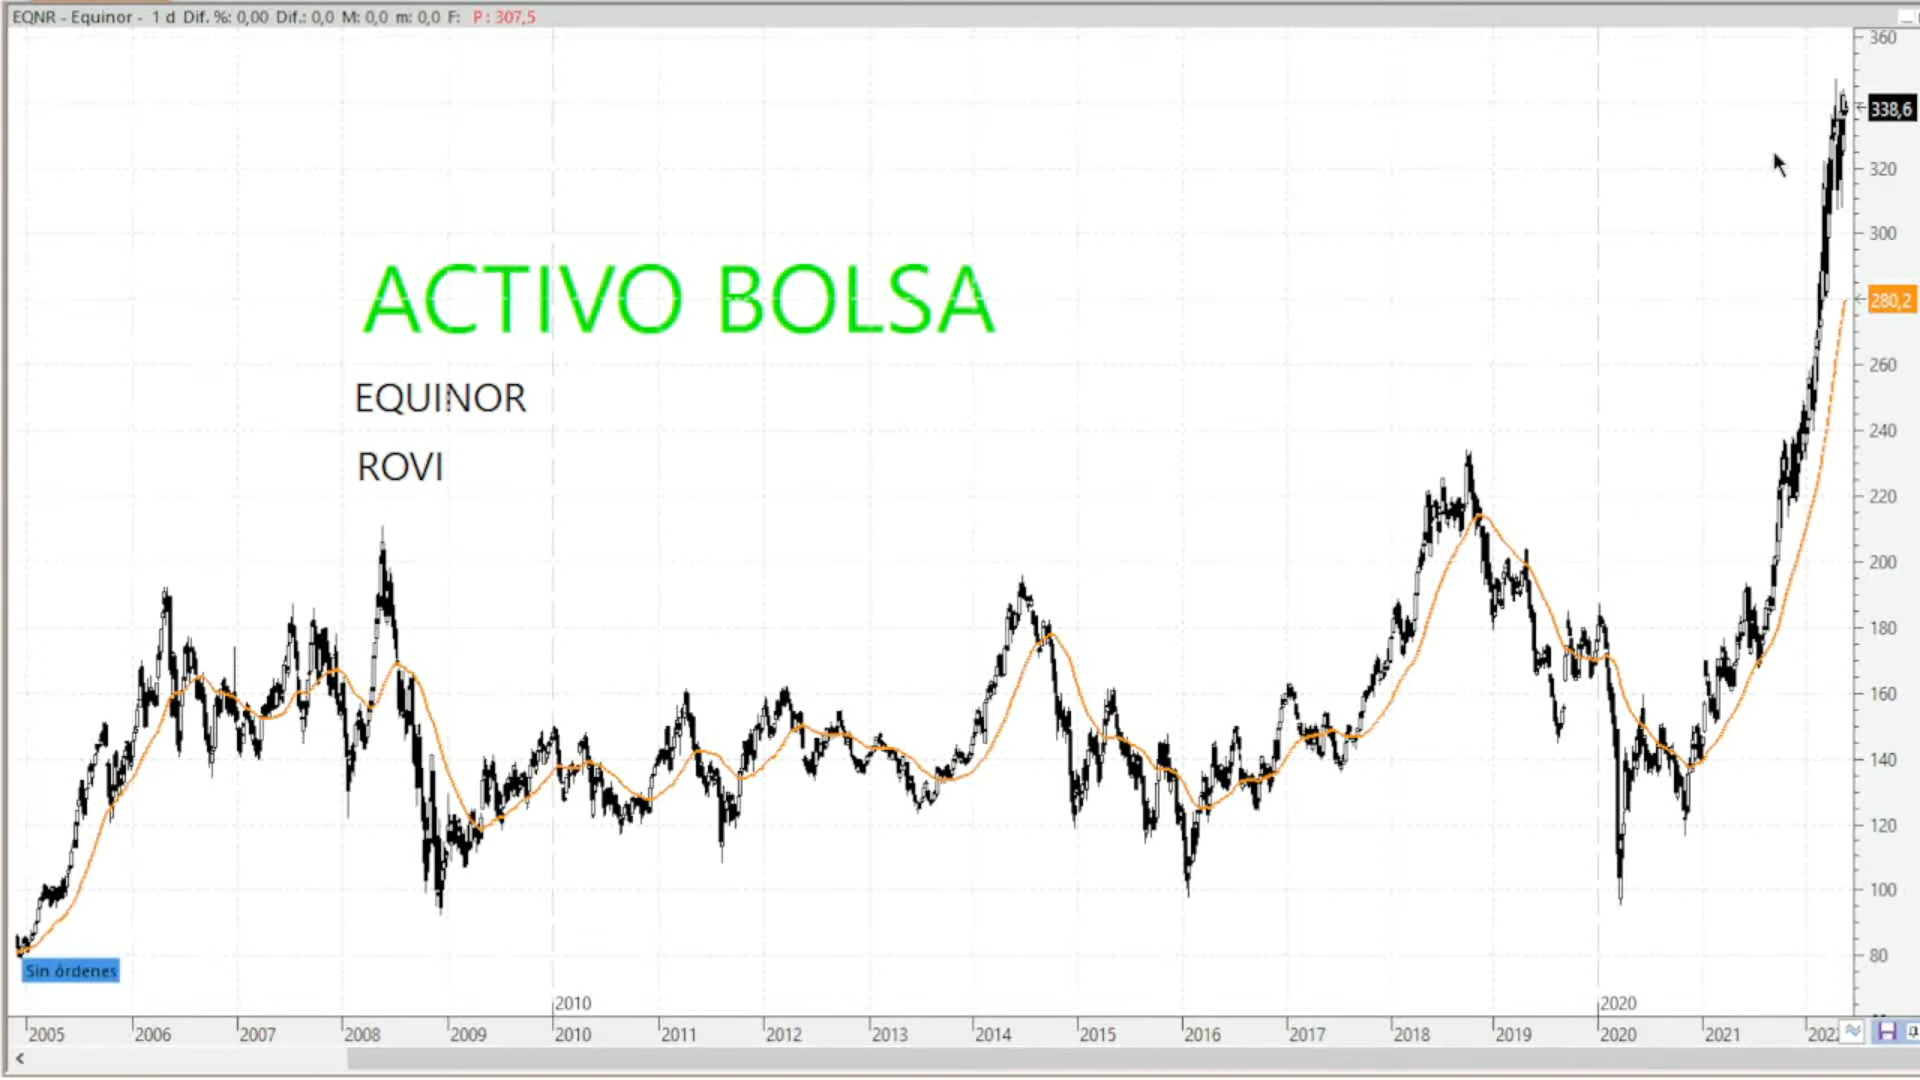 EQNR - Equinor - 1 d Dif. %: 0,00 Dif.: 0,0 M: 0,0 m: 0,0 F: P : 307,5
360
338,6
320
300
ACTIVO BOLSA
280,2
260
EQUINOR
240
ROVI
220
200
180
160
140
120
100
80
Sin órdenes
2010 2020
2005 2006 2007 2008 2009 2010 2011 2012 2013 2014 2015 2016 2017 2018 2019 2020 2021